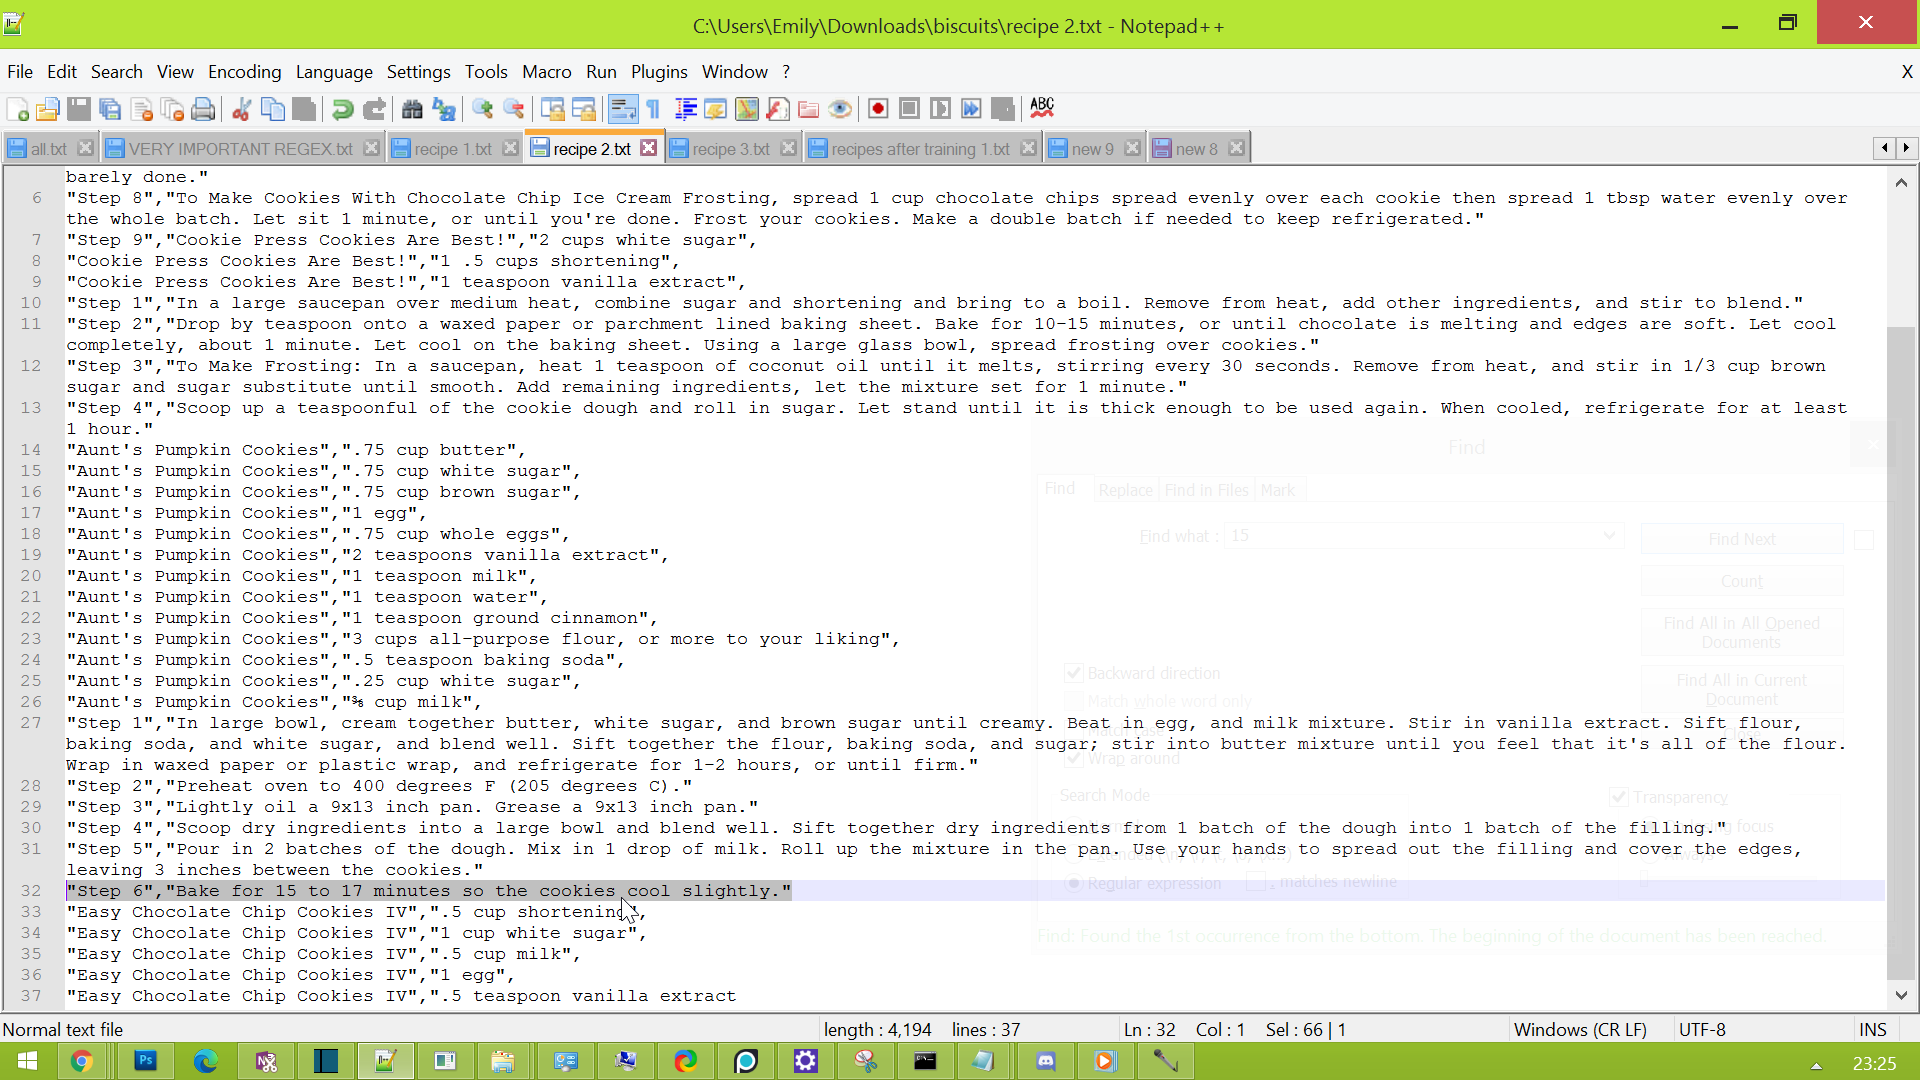 C:\Users\Emily\Downloads\biscuits\recipe 2.txt - Notepad++
File Edit Search View Encoding Language Settings Tools Macro Run Plugins Window ? X
ABC
all.txt VERY IMPORTANT REGEX.txt recipe 1.txt recipe 2.txt recipe 3.txt recipes after training 1.txt new 9 new 8
barely done."
6 "Step 8","To Make Cookies With Chocolate Chip Ice Cream Frosting, spread 1 cup chocolate chips spread evenly over each cookie then spread 1 tbsp water evenly over
the whole batch. Let sit 1 minute, or until you're done. Frost your cookies. Make a double batch if needed to keep refrigerated."
7 "Step 9","Cookie Press Cookies Are Best!","2 cups white sugar",
8 "Cookie Press Cookies Are Best!","1 .5 cups shortening",
9 "Cookie Press Cookies Are Best!","1 teaspoon vanilla extract",
10 "Step 1","In a large saucepan over medium heat, combine sugar and shortening and bring to a boil. Remove from heat, add other ingredients, and stir to blend."
11 "Step 2","Drop by teaspoon onto a waxed paper or parchment lined baking sheet. Bake for 10-15 minutes, or until chocolate is melting and edges are soft. Let cool
completely, about 1 minute. Let cool on the baking sheet. Using a large glass bowl, spread frosting over cookies."
12 "Step 3","To Make Frosting: In a saucepan, heat 1 teaspoon of coconut oil until it melts, stirring every 30 seconds. Remove from heat, and stir in 1/3 cup brown
sugar and sugar substitute until smooth. Add remaining ingredients, let the mixture set for 1 minute."
13 "Step 4","Scoop up a teaspoonful of the cookie dough and roll in sugar. Let stand until it is thick enough to be used again. When cooled, refrigerate for at least
1 hour."
14 "Aunt's Pumpkin Cookies",".75 cup butter",
15 "Aunt's Pumpkin Cookies",".75 cup white sugar",
16 "Aunt's Pumpkin Cookies",".75 cup brown sugar",
17 "Aunt's Pumpkin Cookies","1 egg",
18 "Aunt's Pumpkin Cookies",".75 cup whole eggs",
19 "Aunt's Pumpkin Cookies","2 teaspoons vanilla extract",
20 "Aunt's Pumpkin Cookies","1 teaspoon milk",
21 "Aunt's Pumpkin Cookies","1 teaspoon water",
22 "Aunt's Pumpkin Cookies","1 teaspoon ground cinnamon",
23 "Aunt's Pumpkin Cookies","3 cups all-purpose flour, or more to your liking",
24 "Aunt's Pumpkin Cookies",".5 teaspoon baking soda",
25 "Aunt's Pumpkin Cookies",".25 cup white sugar",
26 "Aunt's Pumpkin Cookies"," cup milk",
27 "Step 1","In large bowl, cream together butter, white sugar, and brown sugar until creamy. Beat in egg, and milk mixture. Stir in vanilla extract. Sift flour,
baking soda, and white sugar, and blend well. Sift together the flour, baking soda, and sugar; stir into butter mixture until you feel that it's all of the flour.
Wrap in waxed paper or plastic wrap, and refrigerate for 1-2 hours, or until firm."
28 "Step 2","Preheat oven to 400 degrees F (205 degrees C)."
29 "Step 3","Lightly oil a 9x13 inch pan. Grease a 9x13 inch pan."
30 "Step 4","Scoop dry ingredients into a large bowl and blend well. Sift together dry ingredients from 1 batch of the dough into 1 batch of the filling."
31 "Step 5","Pour in 2 batches of the dough. Mix in 1 drop of milk. Roll up the mixture in the pan. Use your hands to spread out the filling and cover the edges,
leaving 3 inches between the cookies."
32 "Step 6","Bake for 15 to 17 minutes so the cookies cool slightly."
33 "Easy Chocolate Chip Cookies IV",".5 cup shortening",
34 "Easy Chocolate Chip Cookies IV","1 cup white sugar",
35 "Easy Chocolate Chip Cookies IV",".5 cup milk",
36 "Easy Chocolate Chip Cookies IV","1 egg",
37 "Easy Chocolate Chip Cookies IV",".5 teaspoon vanilla extract
Find
Find Replace Find in Files Mark
Find what : 15
Find Next
Count
Find All in All Opened
Documents
Find All in Current
Document
Close
Backward direction
Match whole word only
Match case
Wrap around
Search Mode
Transparency
Regular expression . matches newline
Find: Found the 1st occurrence from the bottom. The beginning of the document has been reached.
Normal text file length : 4,194 lines : 37 Ln : 32 Col : 1 Sel : 66 | 1 Windows (CR LF) UTF-8 INS
Ps
23:25